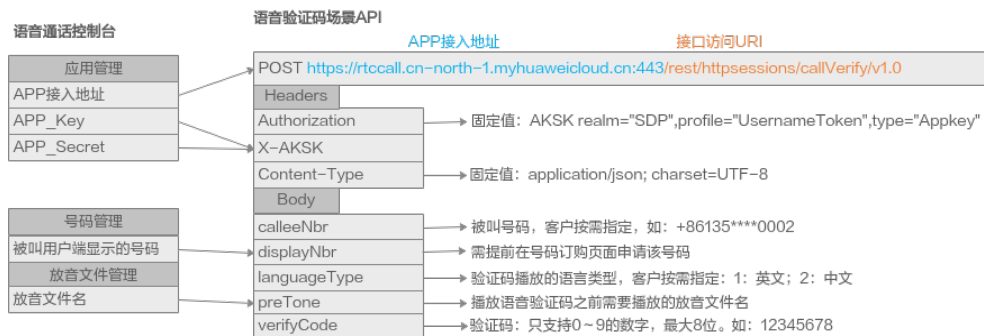 语音通话控制台
应用管理
APP接入地址
APP_Key
APP_Secret
号码管理
被叫用户端显示的号码
放音文件管理
放音文件名
语音验证码场景API
APP接入地址 接口访问URI
POST https://rtccall.cn-north-1.myhuaweicloud.cn:443/rest/httpsessions/callVerify/v1.0
Headers
Authorization 固定值：AKSK realm="SDP",profile="UsernameToken",type="Appkey"
X-AKSK
Content-Type 固定值：application/json; charset=UTF-8
Body
calleeNbr 被叫号码，客户按需指定，如：+86135****0002
displayNbr 需提前在号码订购页面申请该号码
languageType 验证码播放的语言类型，客户按需指定：1：英文；2：中文
preTone 播放语音验证码之前需要播放的放音文件名
verifyCode 验证码：只支持0~9的数字，最大8位。如：12345678